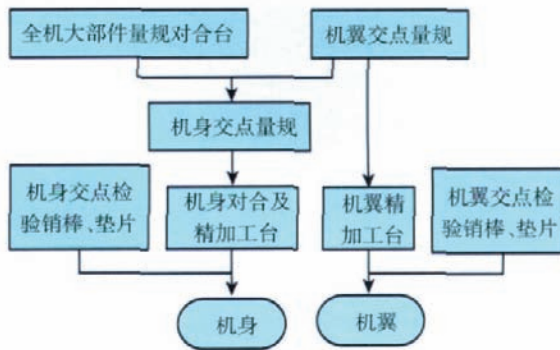 全机大部件量规对合台
机翼交点量规
机身交点量规
机身交点检
验销棒、垫片
机身对合及
精加工台
机翼精
加工台
机翼交点检
验销棒、垫片
机身
机翼